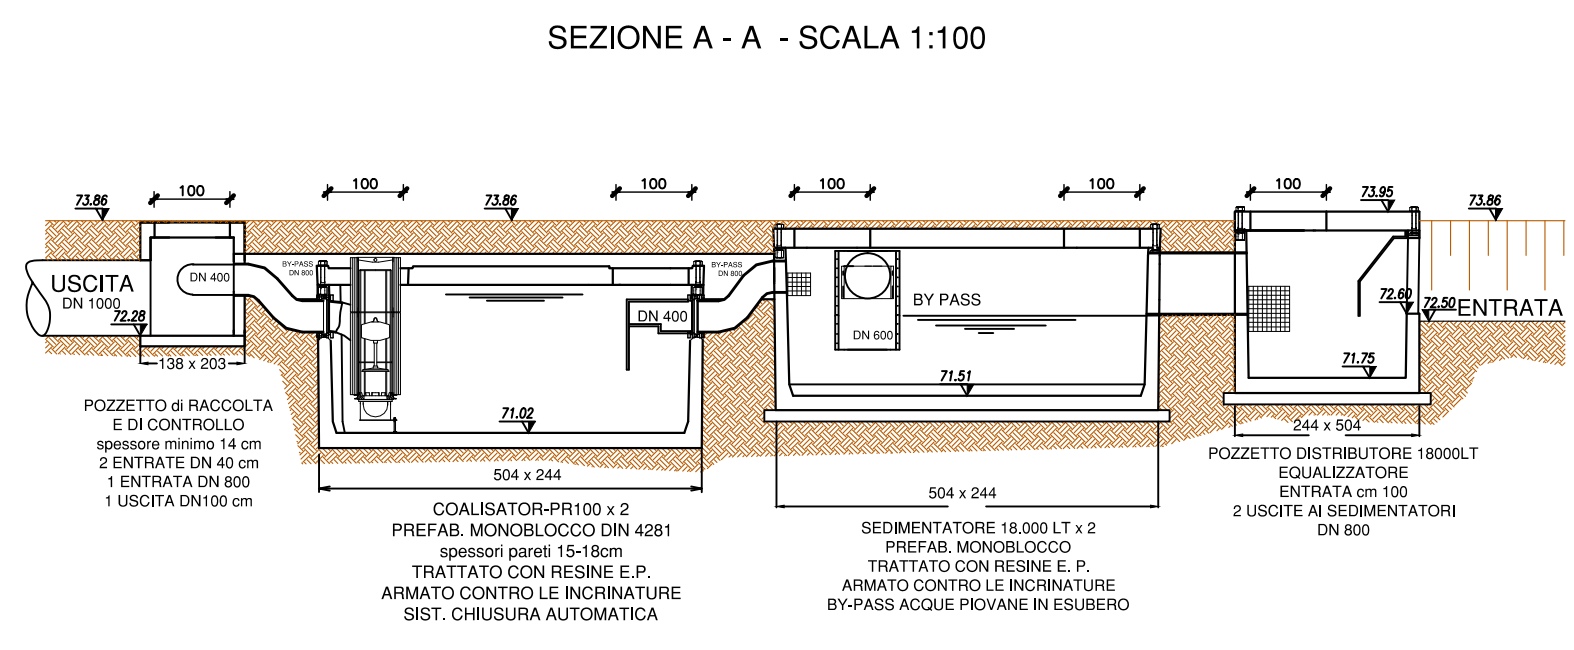 SEZIONE A - A - SCALA 1:100
100
100
100
100
100
100
73.86
73.86
73.95
73.86
USCITA
DN 1000
72.28
DN 400
BY-PASS
DN 800
DN 400
BY-PASS
DN 800
BY PASS
DN 600
72.60
72.50
ENTRATA
71.75
71.51
71.02
138 x 203
504 x 244
504 x 244
244 x 504
POZZETTO di RACCOLTA
E DI CONTROLLO
spessore minimo 14 cm
2 ENTRATE DN 40 cm
1 ENTRATA DN 800
1 USCITA DN100 cm
COALISATOR-PR100 x 2
PREFAB. MONOBLOCCO DIN 4281
spessori pareti 15-18cm
TRATTATO CON RESINE E.P.
ARMATO CONTRO LE INCRINATURE
SIST. CHIUSURA AUTOMATICA
SEDIMENTATORE 18.000 LT x 2
PREFAB. MONOBLOCCO
TRATTATO CON RESINE E. P.
ARMATO CONTRO LE INCRINATURE
BY-PASS ACQUE PIOVANE IN ESUBERO
POZZETTO DISTRIBUTORE 18000LT
EQUALIZZATORE
ENTRATA cm 100
2 USCITE AI SEDIMENTATORI
DN 800